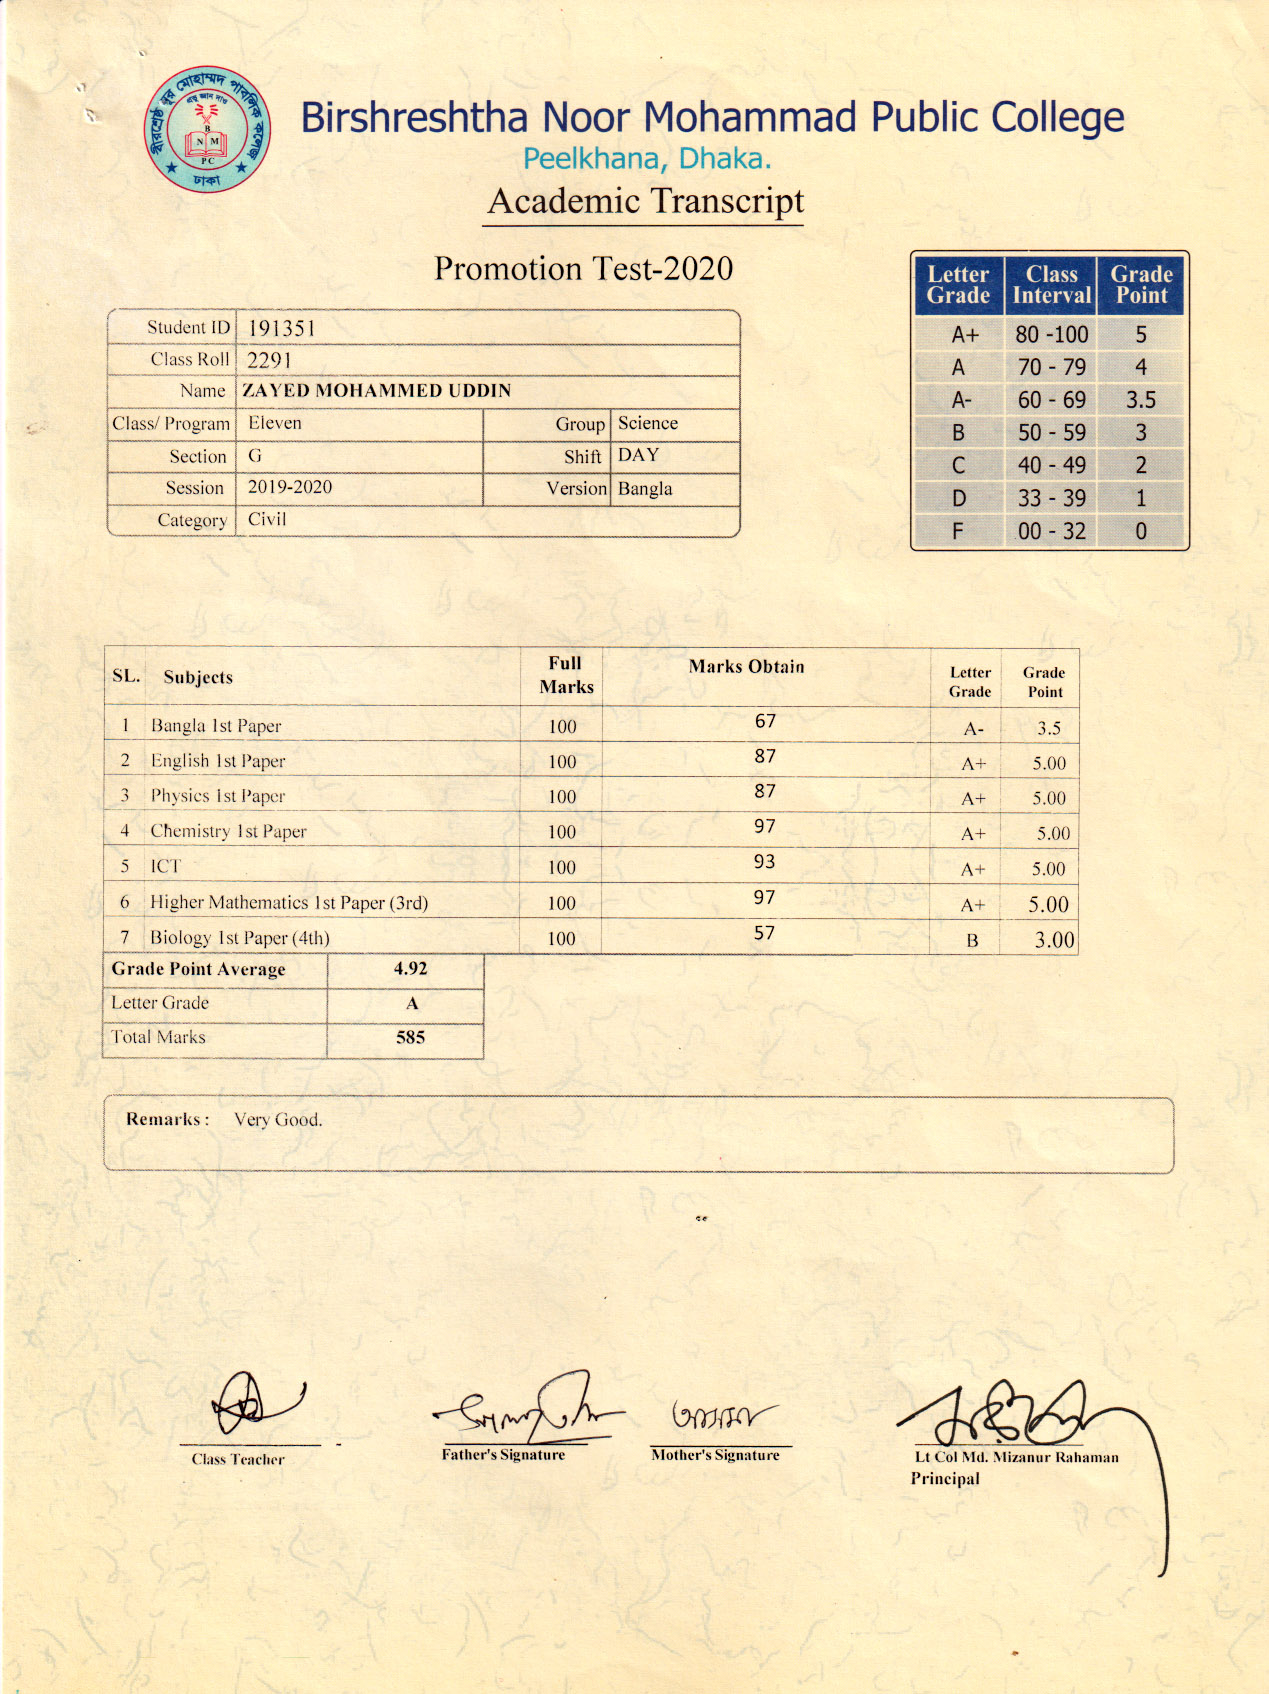 বীরশ্রেষ্ঠ নূর মোহাম্মদ পাবলিক কলেজ
প্রভু জ্ঞান দাও
B
N M
P C
ঢাকা
Birshreshtha Noor Mohammad Public College
Peelkhana, Dhaka.
Academic Transcript
Promotion Test-2020
Letter Grade Class Interval Grade Point
A+ 80 -100 5
A 70 - 79 4
A- 60 - 69 3.5
B 50 - 59 3
C 40 - 49 2
D 33 - 39 1
F 00 - 32 0
Student ID 191351
Class Roll 2291
Name ZAYED MOHAMMED UDDIN
Class/ Program Eleven Group Science
Section G Shift DAY
Session 2019-2020 Version Bangla
Category Civil
SL. Subjects Full Marks Marks Obtain Letter Grade Grade Point
1 Bangla 1st Paper 100 67 A- 3.5
2 English 1st Paper 100 87 A+ 5.00
3 Physics 1st Paper 100 87 A+ 5.00
4 Chemistry 1st Paper 100 97 A+ 5.00
5 ICT 100 93 A+ 5.00
6 Higher Mathematics 1st Paper (3rd) 100 97 A+ 5.00
7 Biology 1st Paper (4th) 100 57 B 3.00
Grade Point Average 4.92
Letter Grade A
Total Marks 585
Remarks : Very Good.
Class Teacher Father's Signature Mother's Signature Lt Col Md. Mizanur Rahaman
Principal